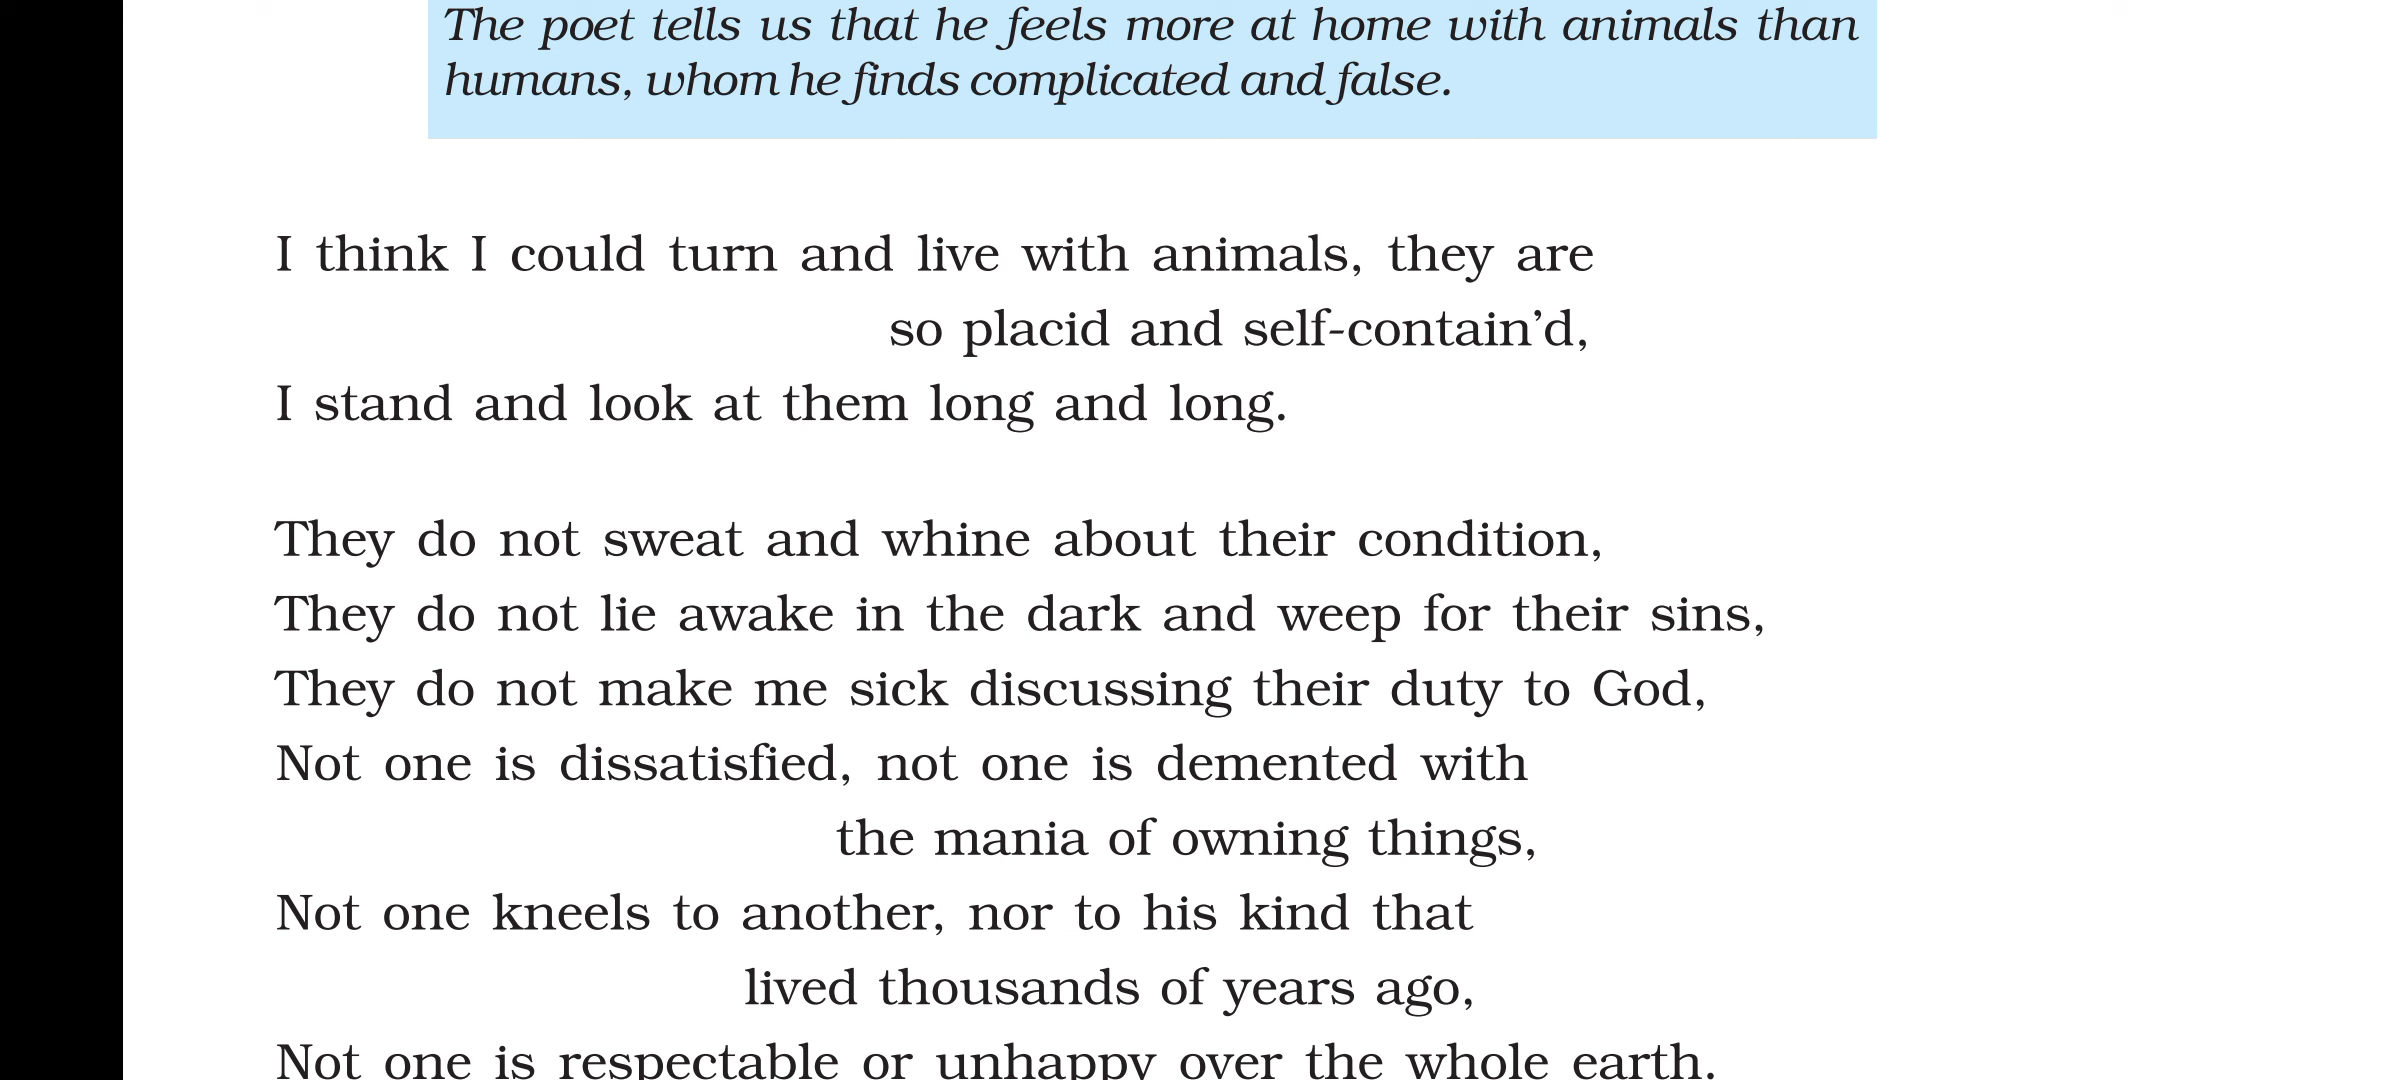 The poet tells us that he feels more at home with animals than
humans, whom he finds complicated and false.
I think I could turn and live with animals, they are
so placid and self-contain’d,
I stand and look at them long and long.
They do not sweat and whine about their condition,
They do not lie awake in the dark and weep for their sins,
They do not make me sick discussing their duty to God,
Not one is dissatisfied, not one is demented with
the mania of owning things,
Not one kneels to another, nor to his kind that
lived thousands of years ago,
Not one is respectable or unhappy over the whole earth.